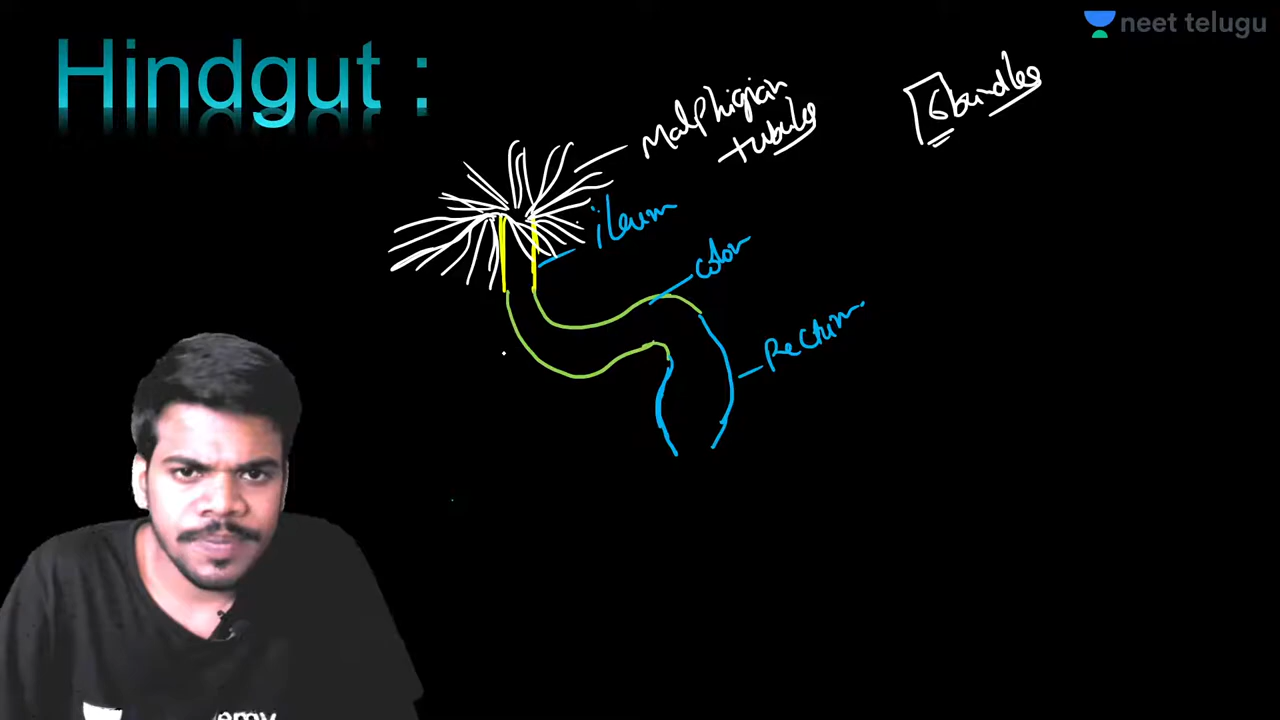 neet telugu
Hindgut :
Malphigian
tubules
6 bundles
ileum
colon
Rectum